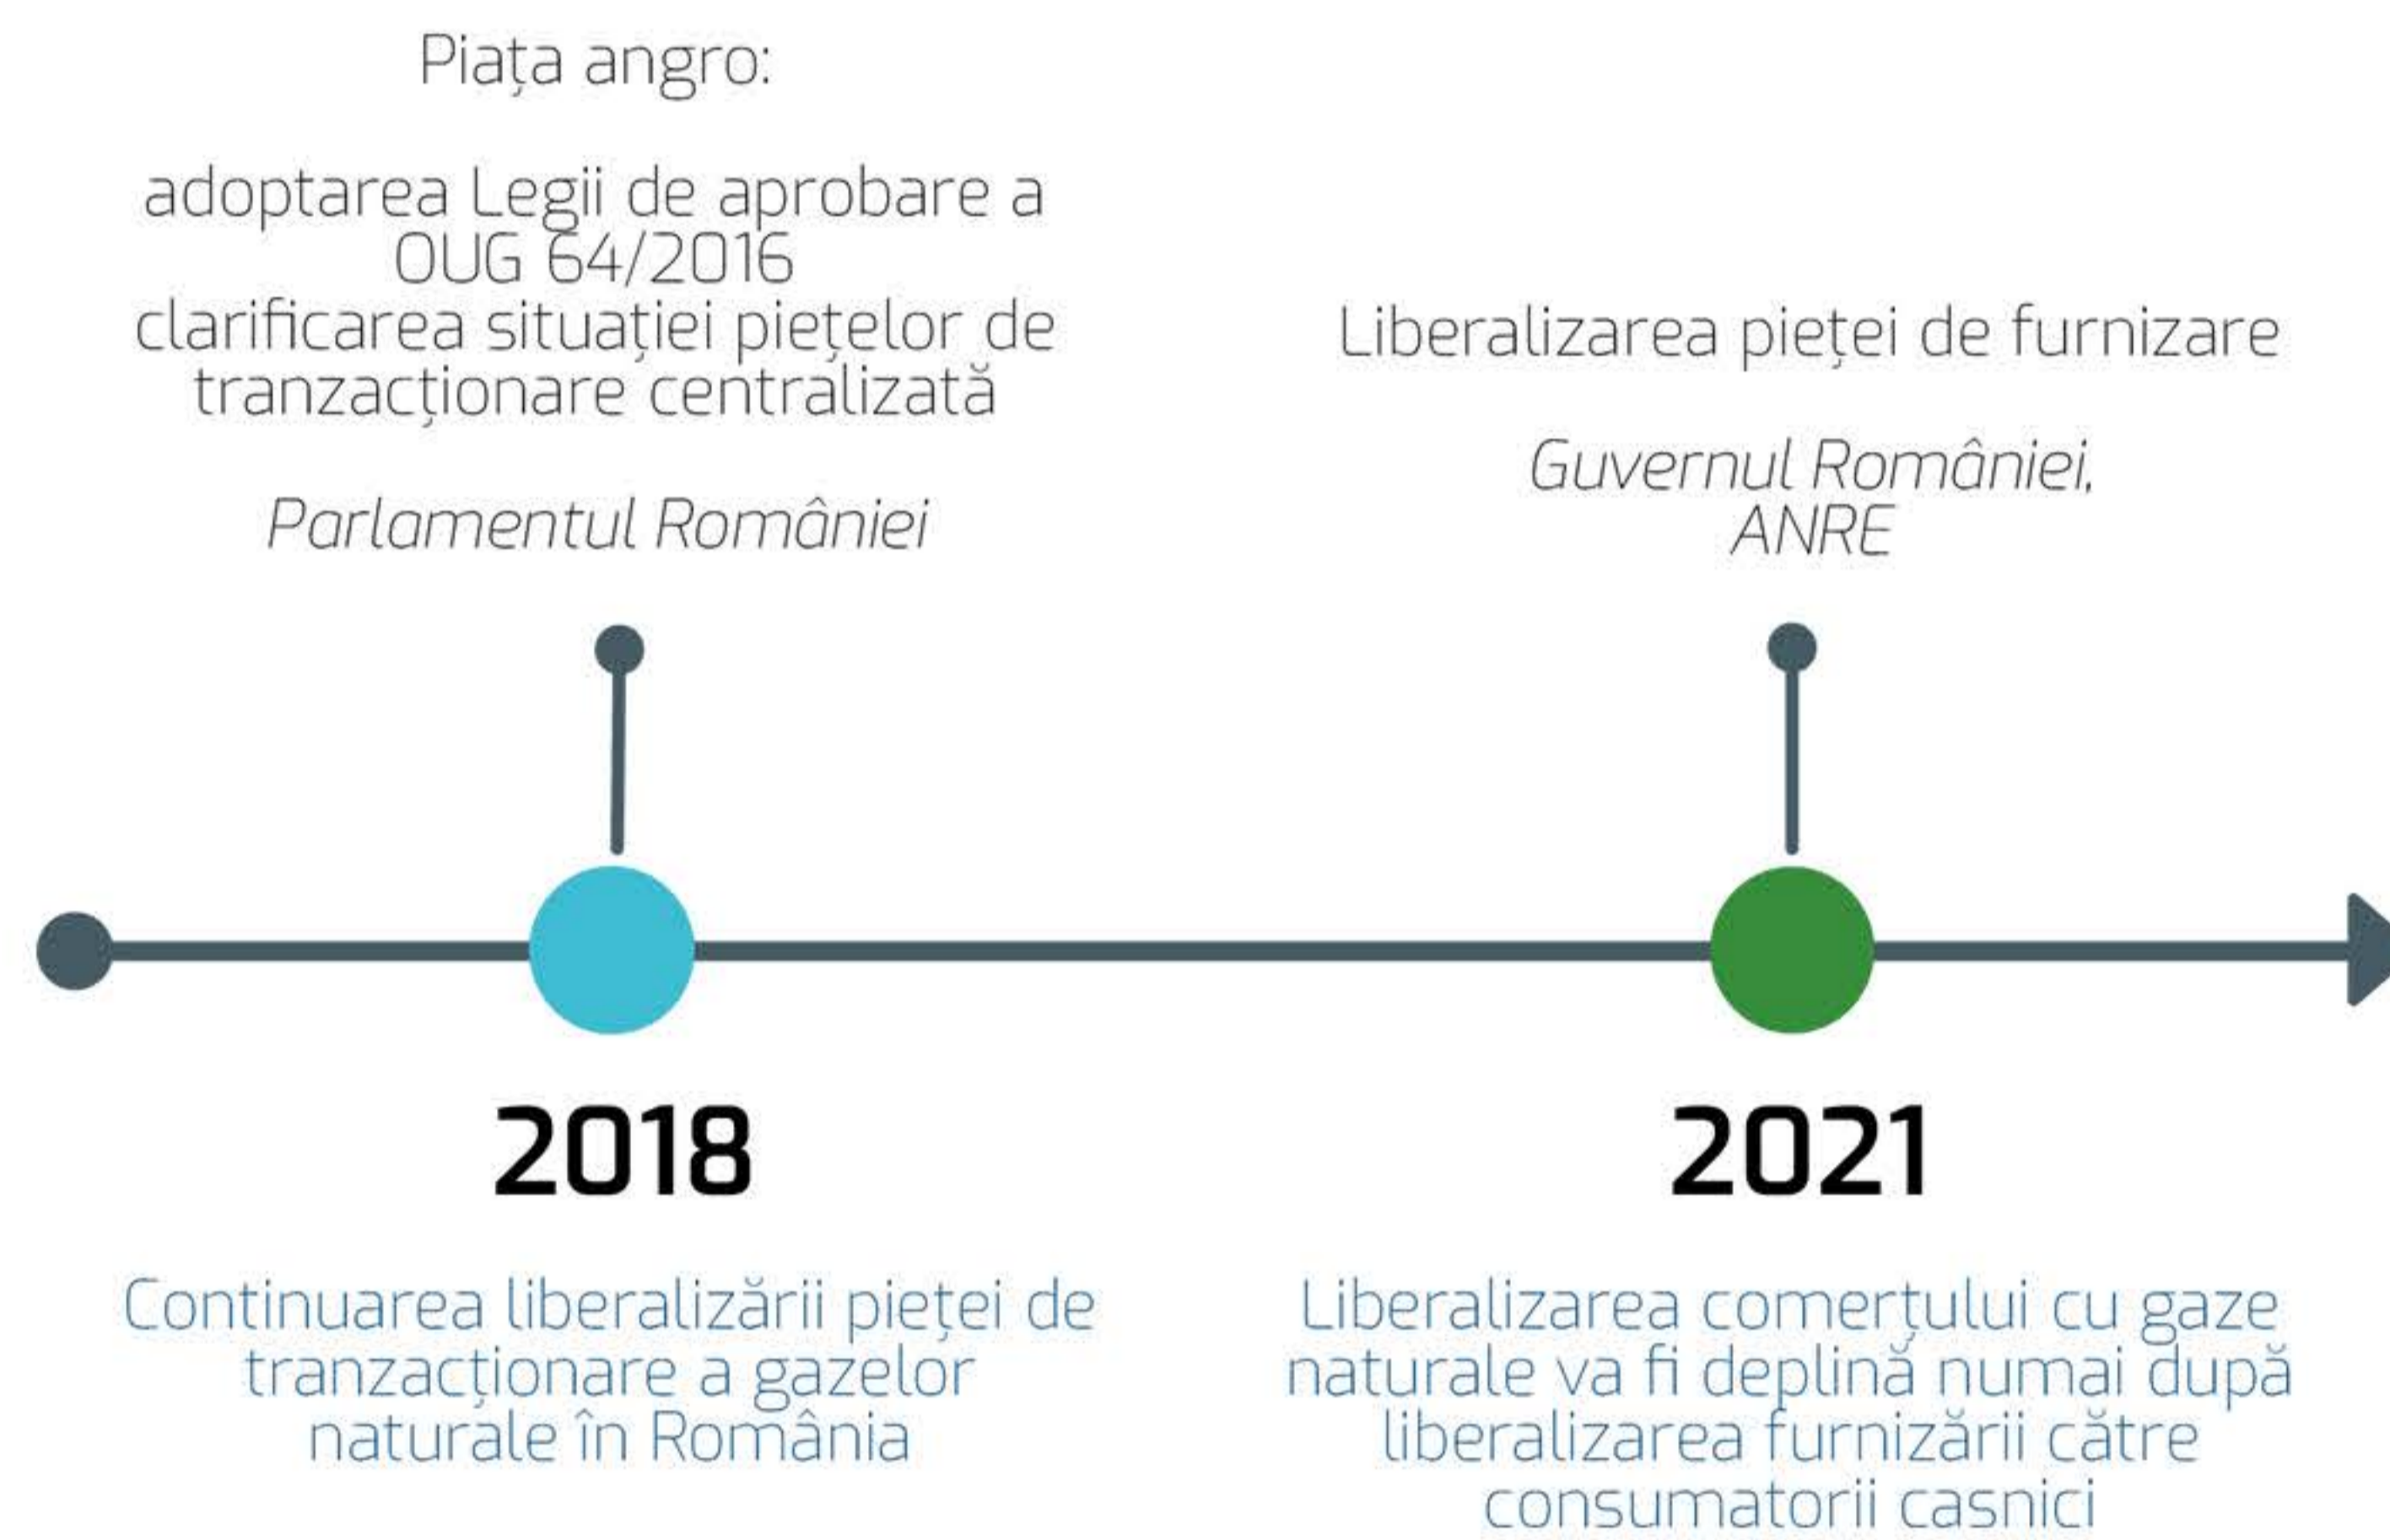 Piața angro:
adoptarea Legii de aprobare a
OUG 64/2016
clarificarea situației piețelor de
tranzacționare centralizată
Parlamentul României
Liberalizarea pieței de furnizare
Guvernul României,
ANRE
2018
2021
Continuarea liberalizării pieței de
tranzacționare a gazelor
naturale în România
Liberalizarea comerțului cu gaze
naturale va fi deplină numai după
liberalizarea furnizării către
consumatorii casnici